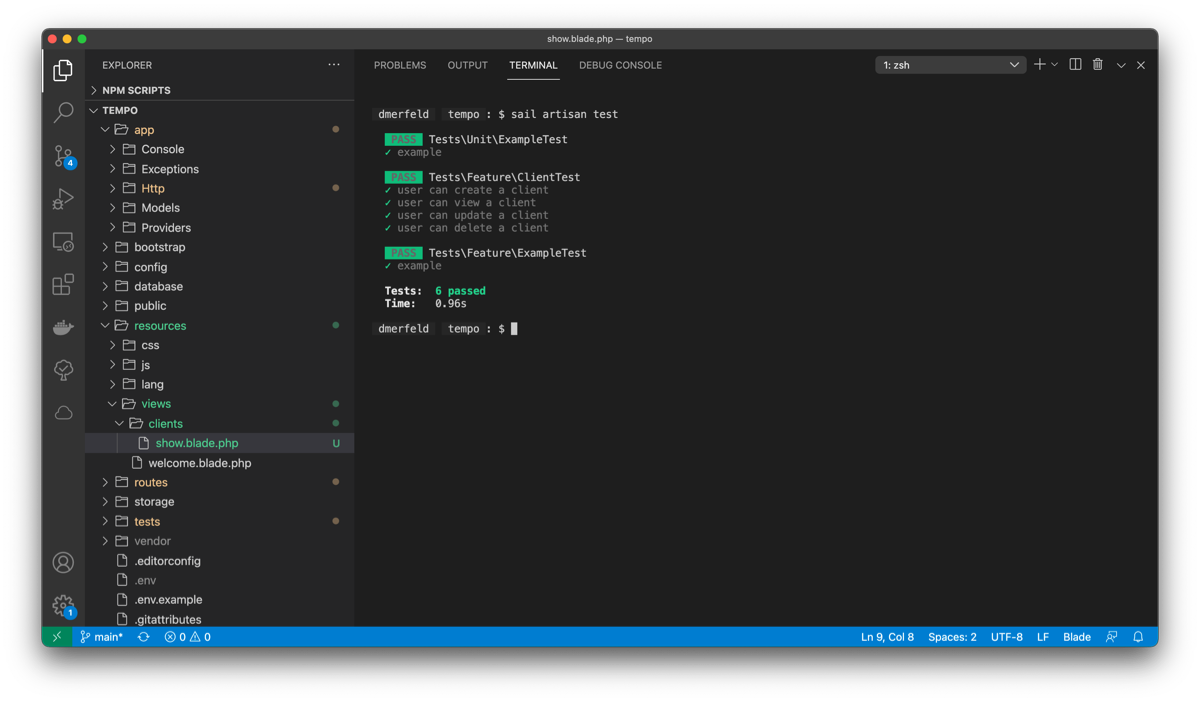 show.blade.php — tempo
EXPLORER
NPM SCRIPTS
TEMPO
app
Console
Exceptions
Http
Models
Providers
bootstrap
config
database
public
resources
css
js
lang
views
clients
show.blade.php U
welcome.blade.php
routes
storage
tests
vendor
.editorconfig
.env
.env.example
.gitattributes
4
1
PROBLEMS OUTPUT TERMINAL DEBUG CONSOLE 1: zsh
dmerfeld tempo : $ sail artisan test
PASS Tests\Unit\ExampleTest
✓ example
PASS Tests\Feature\ClientTest
✓ user can create a client
✓ user can view a client
✓ user can update a client
✓ user can delete a client
PASS Tests\Feature\ExampleTest
✓ example
Tests: 6 passed
Time: 0.96s
dmerfeld tempo : $
main* 0 0 Ln 9, Col 8 Spaces: 2 UTF-8 LF Blade